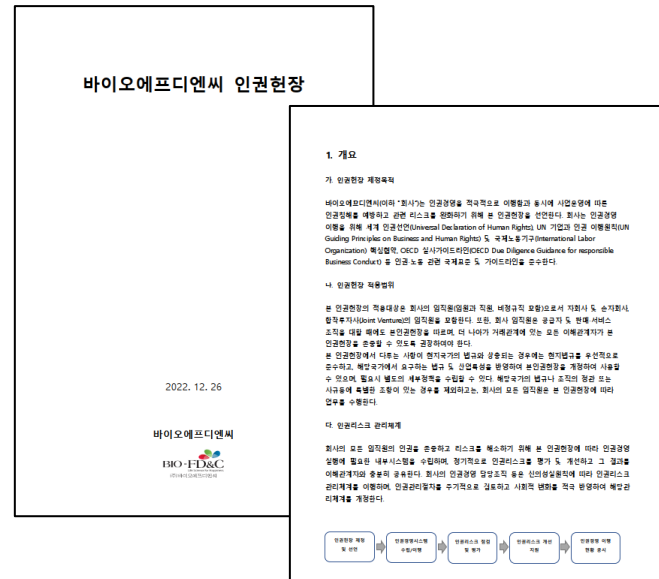 바이오에프디엔씨 인권헌장
2022. 12. 26
바이오에프디엔씨
BIO-FD&C
(주)바이오에프디엔씨
1. 개요
가. 인권헌장 제정목적
바이오에프디엔씨(이하 "회사")는 인권경영을 적극적으로 이행함과 동시에 사업운영에 따른
인권침해를 예방하고 관련 리스크를 완화하기 위해 본 인권헌장을 선언한다. 회사는 인권경영
이행을 위해 세계 인권선언(Universal Declaration of Human Rights), UN 기업과 인권 이행원칙(UN
Guiding Principles on Business and Human Rights) 및 국제노동기구(International Labor
Organization) 핵심협약, OECD 실사가이드라인(OECD Due Diligence Guidance for responsible
Business Conduct) 등 인권·노동 관련 국제표준 및 가이드라인을 준수한다.
나. 인권헌장 적용범위
본 인권헌장의 적용대상은 회사의 임직원(임원과 직원, 비정규직 포함)으로서 자회사 및 손자회사,
합작투자사(Joint Venture)의 임직원을 포함한다. 또한, 회사 임직원은 공급자 및 판매 서비스
조직을 대할 때에도 본인권헌장을 따르며, 더 나아가 거래관계에 있는 모든 이해관계자가 본
인권헌장을 존중할 수 있도록 권장하여야 한다.
본 인권헌장에서 다루는 사항이 현지국가의 법규와 상충되는 경우에는 현지법규를 우선적으로
준수하고, 해당국가에서 요구하는 법규 및 산업특성을 반영하여 본인권헌장을 개정하여 사용할
수 있으며, 필요시 별도의 세부정책을 수립할 수 있다. 해당국가의 법규나 조직의 정관 또는
사규등에 특별한 조항이 있는 경우를 제외하고는, 회사의 모든 임직원은 본 인권헌장에 따라
업무를 수행한다.
다. 인권리스크 관리체계
회사의 모든 임직원의 인권을 존중하고 리스크를 해소하기 위해 본 인권헌장에 따라 인권경영
실행에 필요한 내부시스템을 수립하며, 정기적으로 인권리스크를 평가 및 개선하고 그 결과를
이해관계자와 충분히 공유한다. 회사의 인권경영 담당조직 등은 신의성실원칙에 따라 인권리스크
관리체계를 이행하며, 인권관리절차를 주기적으로 검토하고 사회적 변화를 적극 반영하여 해당관
리체계를 개정한다.
인권헌장 제정
및 선언
인권경영시스템
수립/이행
인권리스크 점검
및 평가
인권리스크 개선
지원
인권경영 이행
현황 공시